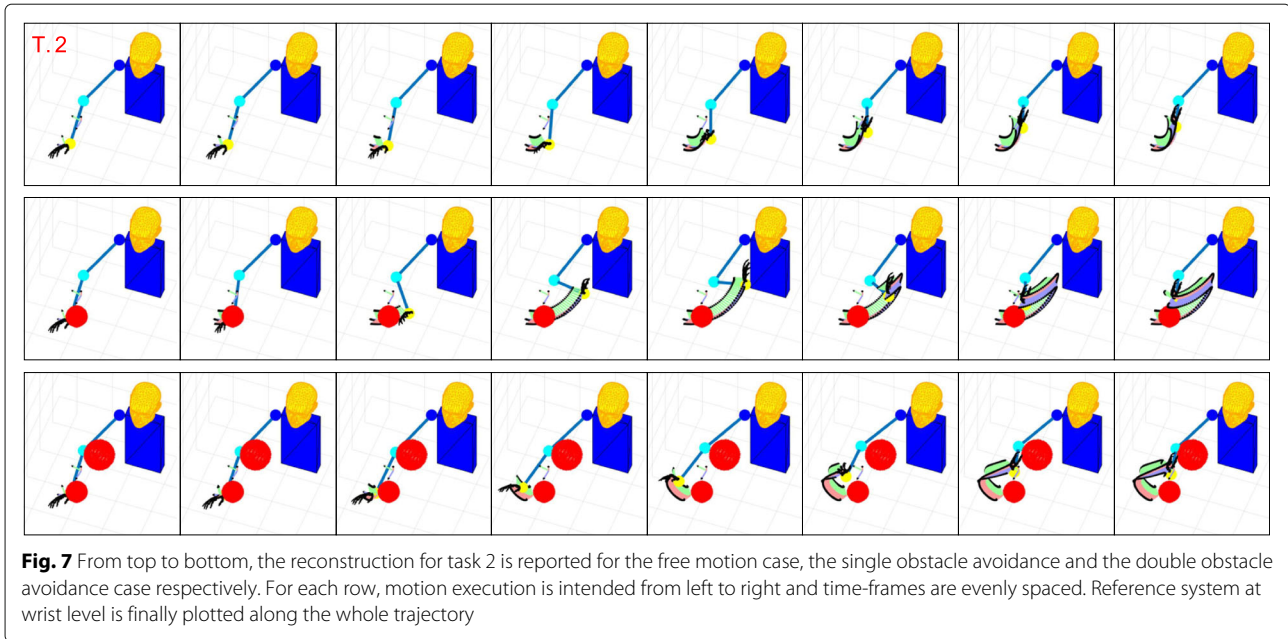 T. 2
Fig. 7 From top to bottom, the reconstruction for task 2 is reported for the free motion case, the single obstacle avoidance and the double obstacle
avoidance case respectively. For each row, motion execution is intended from left to right and time-frames are evenly spaced. Reference system at
wrist level is finally plotted along the whole trajectory